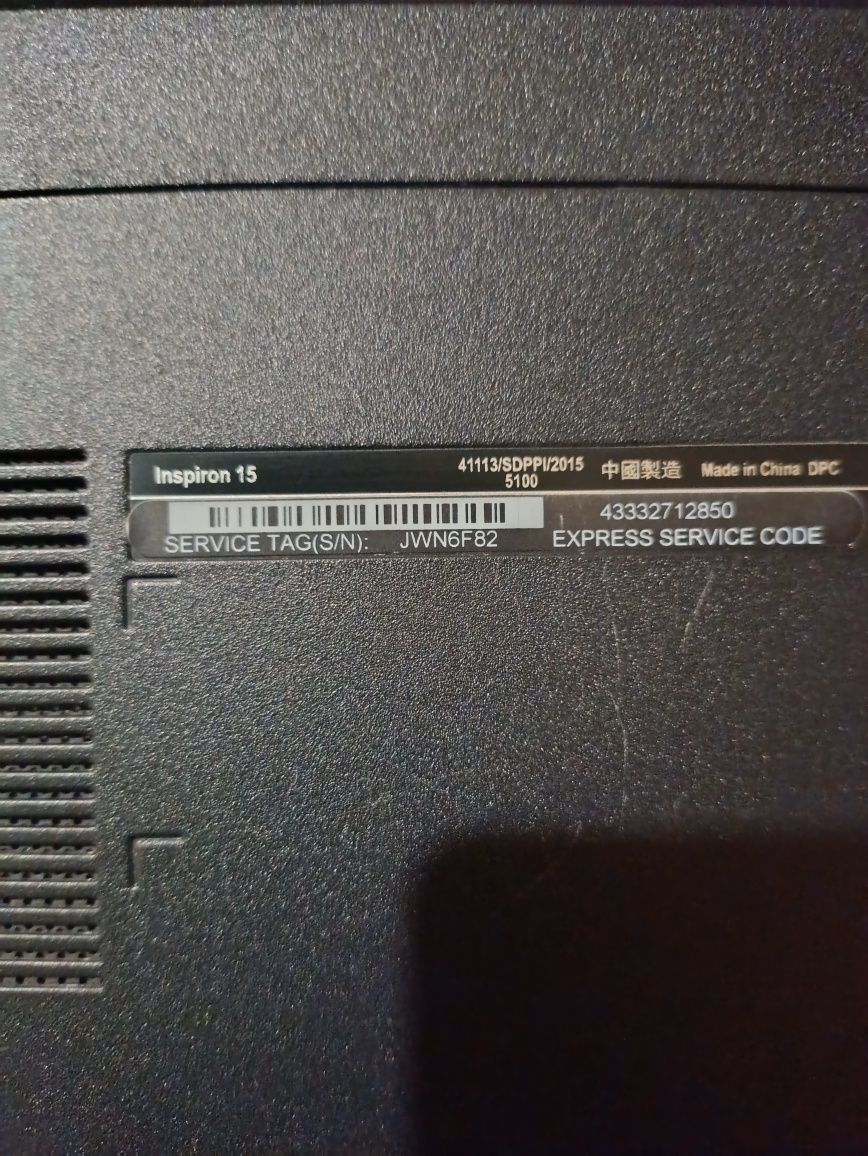 Inspiron 15
41113/SDPPI/2015
5100
中國製造 Made in China DPC
SERVICE TAG(S/N): JWN6F82
43332712850
EXPRESS SERVICE CODE